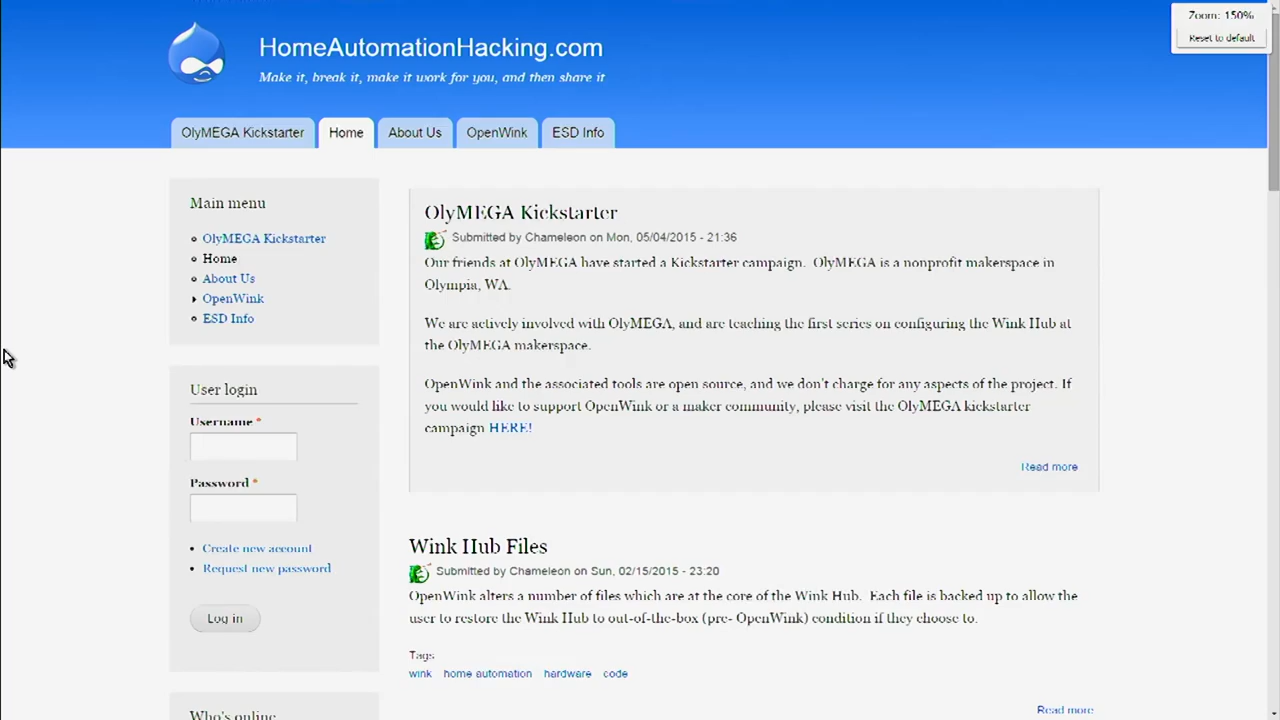 Zoom: 150%
Reset to default
HomeAutomationHacking.com
Make it, break it, make it work for you, and then share it
OlyMEGA Kickstarter
Home
About Us
OpenWink
ESD Info
Main menu
OlyMEGA Kickstarter
Home
About Us
OpenWink
ESD Info
User login
Username *
Password *
Create new account
Request new password
Log in
Who's online
OlyMEGA Kickstarter
Submitted by Chameleon on Mon, 05/04/2015 - 21:36
Our friends at OlyMEGA have started a Kickstarter campaign.  OlyMEGA is a nonprofit makerspace in
Olympia, WA.
We are actively involved with OlyMEGA, and are teaching the first series on configuring the Wink Hub at
the OlyMEGA makerspace.
OpenWink and the associated tools are open source, and we don't charge for any aspects of the project.  If
you would like to support OpenWink or a maker community, please visit the OlyMEGA kickstarter
campaign HERE!
Read more
Wink Hub Files
Submitted by Chameleon on Sun, 02/15/2015 - 23:20
OpenWink alters a number of files which are at the core of the Wink Hub.  Each file is backed up to allow the
user to restore the Wink Hub to out-of-the-box (pre- OpenWink) condition if they choose to.
Tags:
wink home automation hardware code
Read more